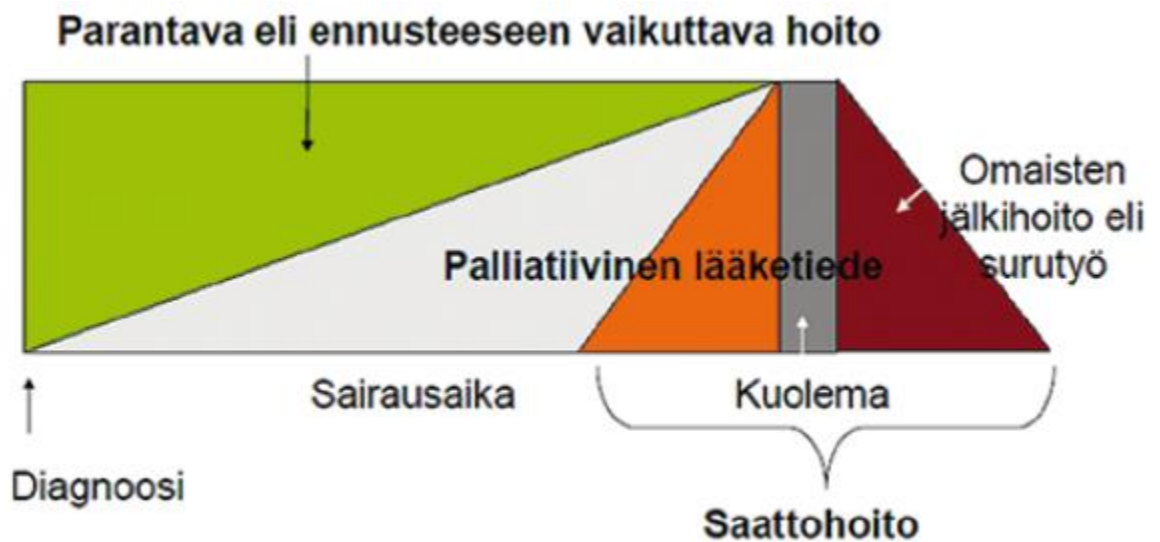 Parantava eli ennusteeseen vaikuttava hoito
Omaisten
jälkihoito eli
surutyö
Palliatiivinen lääketiede
Sairausaika
Kuolema
Diagnoosi
Saattohoito